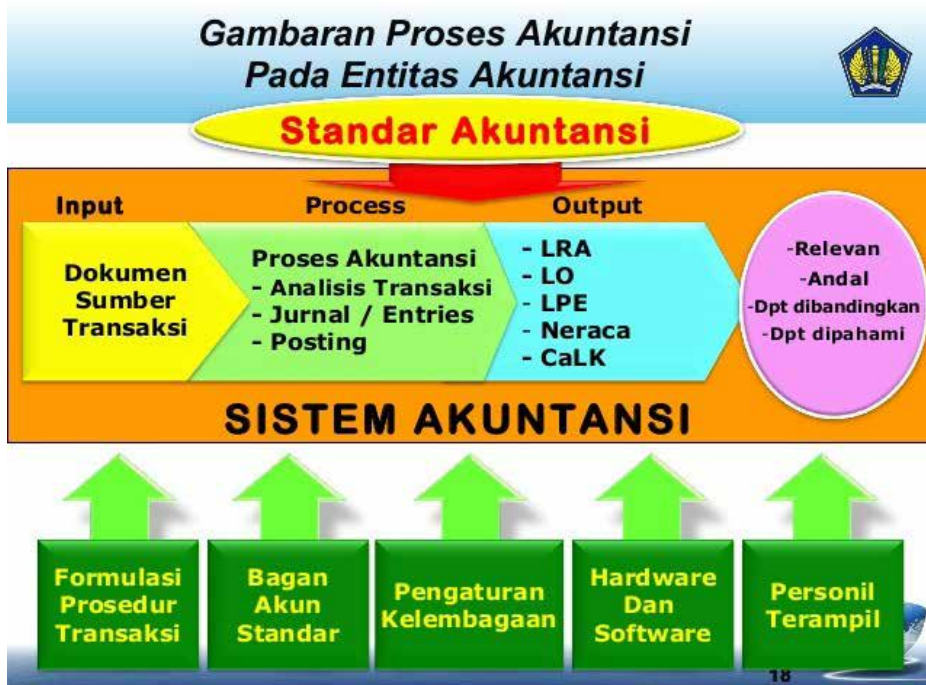 Gambaran Proses Akuntansi
Pada Entitas Akuntansi
Standar Akuntansi
Input
Process
Output
Dokumen
Sumber
Transaksi
Proses Akuntansi
- Analisis Transaksi
- Jurnal / Entries
- Posting
- LRA
- LO
- LPE
- Neraca
- CaLK
-Relevan
-Andal
-Dpt dibandingkan
-Dpt dipahami
SISTEM AKUNTANSI
Formulasi
Prosedur
Transaksi
Bagan
Akun
Standar
Pengaturan
Kelembagaan
Hardware
Dan
Software
Personil
Terampil
18